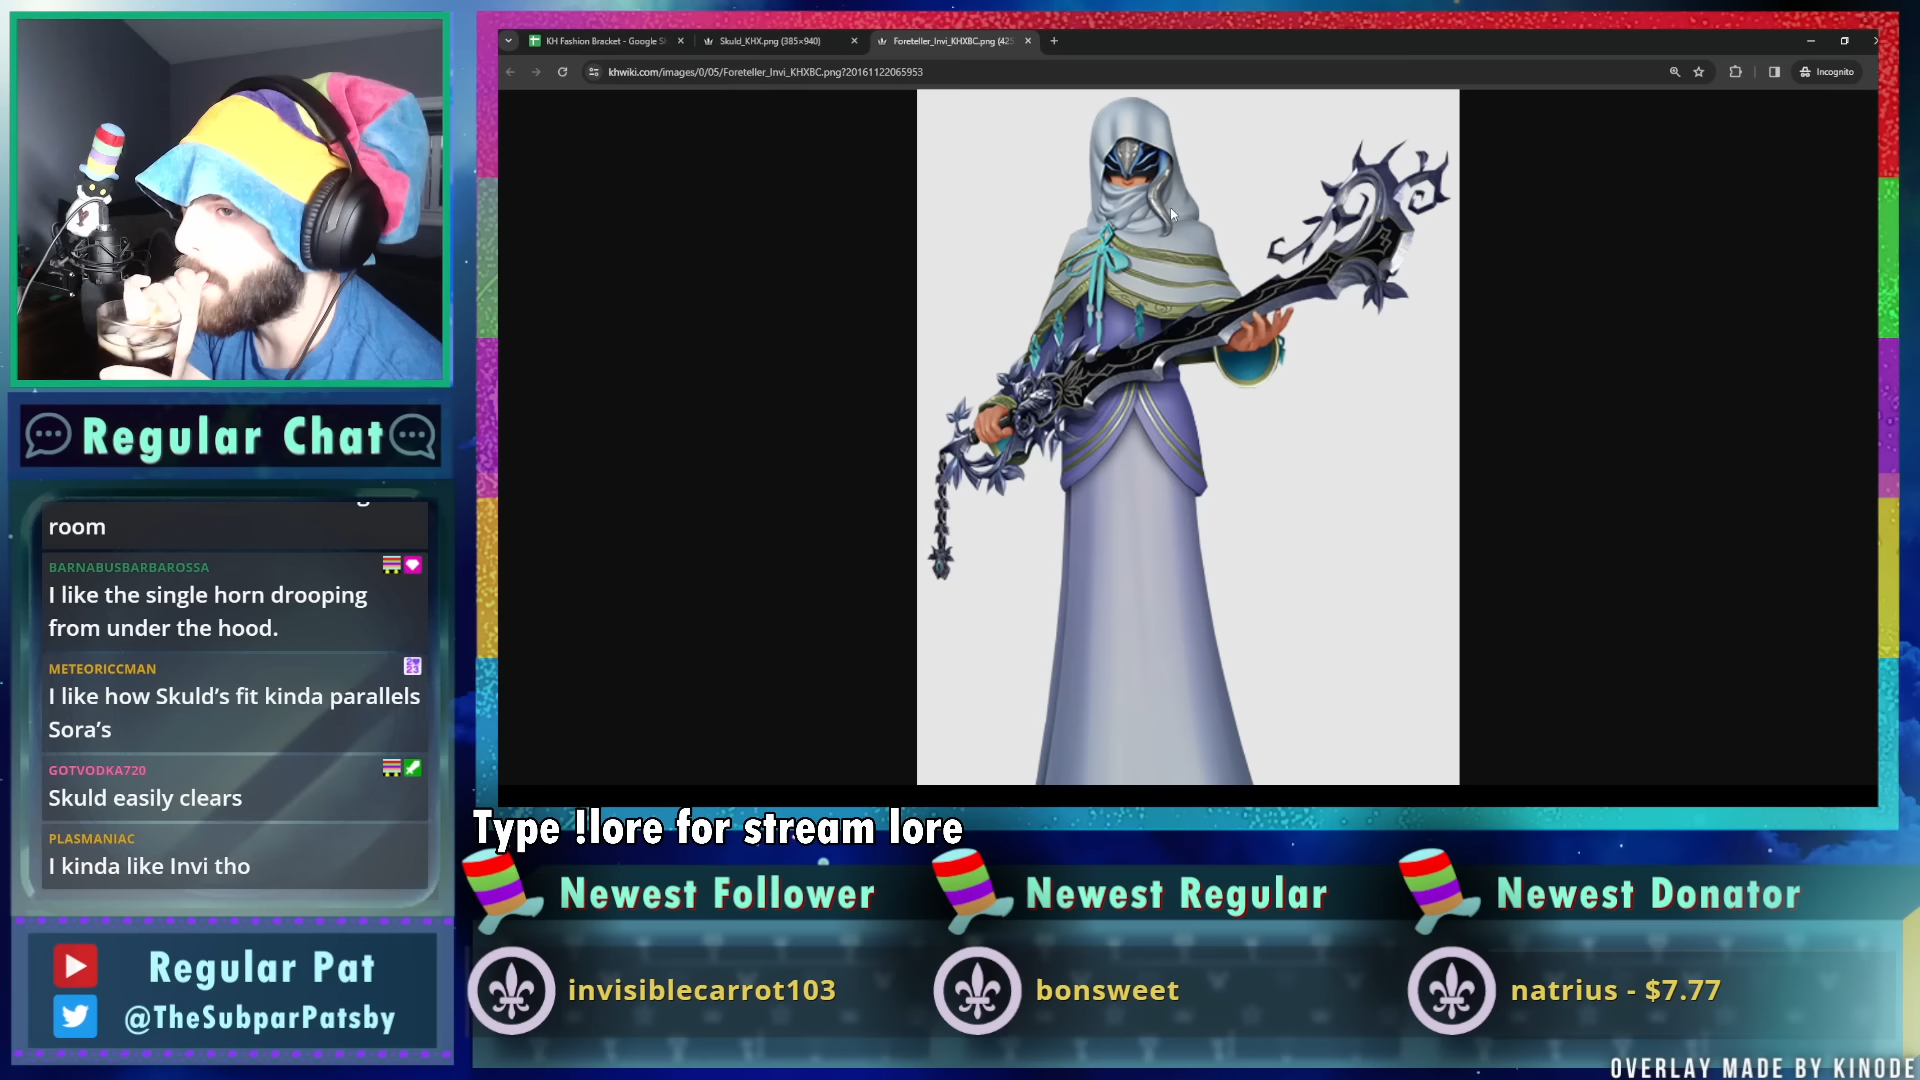 KH Fashion Bracket - Google S
Skuld_KHX.png (385×940)
Foreteller_Invi_KHXBC.png (425
khwiki.com/images/0/05/Foreteller_Invi_KHXBC.png?20161122065953
Incognito
Regular Chat
room
BARNABUSBARBAROSSA
I like the single horn drooping
from under the hood.
METEORICCMAN
I like how Skuld's fit kinda parallels
Sora's
GOTVODKA720
Skuld easily clears
PLASMANIAC
I kinda like Invi tho
Regular Pat
@TheSubparPatsby
Type !lore for stream lore
Newest Follower
invisiblecarrot103
Newest Regular
bonsweet
Newest Donator
natrius - $7.77
OVERLAY MADE BY KINODE